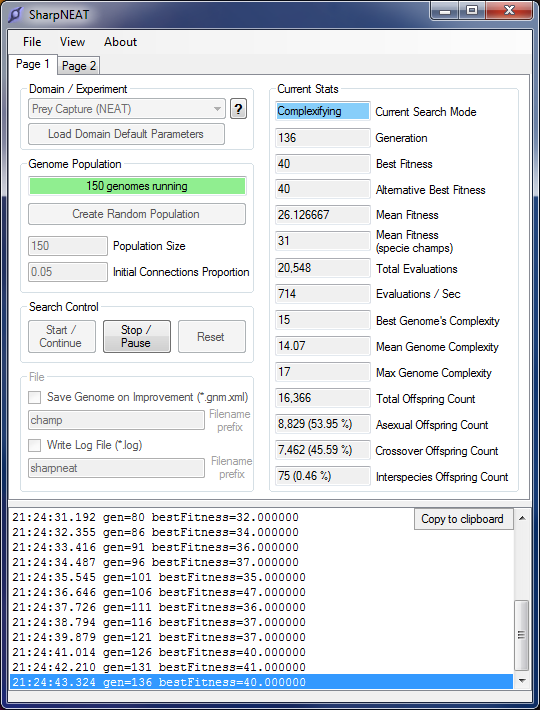 SharpNEAT
File View About
Page 1 Page 2
Domain / Experiment
Prey Capture (NEAT) ?
Load Domain Default Parameters
Genome Population
150 genomes running
Create Random Population
150 Population Size
0.05 Initial Connections Proportion
Search Control
Start /
Continue
Stop /
Pause
Reset
File
Save Genome on Improvement (*.gnm.xml)
champ
Filename
prefix
Write Log File (*.log)
sharpneat
Filename
prefix
Current Stats
Complexifying Current Search Mode
136 Generation
40 Best Fitness
40 Alternative Best Fitness
26.126667 Mean Fitness
31 Mean Fitness
(specie champs)
20,548 Total Evaluations
714 Evaluations / Sec
15 Best Genome's Complexity
14.07 Mean Genome Complexity
17 Max Genome Complexity
16,366 Total Offspring Count
8,829 (53.95 %) Asexual Offspring Count
7,462 (45.59 %) Crossover Offspring Count
75 (0.46 %) Interspecies Offspring Count
Copy to clipboard
21:24:31.192 gen=80 bestFitness=32.000000
21:24:32.355 gen=86 bestFitness=34.000000
21:24:33.416 gen=91 bestFitness=36.000000
21:24:34.487 gen=96 bestFitness=37.000000
21:24:35.545 gen=101 bestFitness=35.000000
21:24:36.646 gen=106 bestFitness=47.000000
21:24:37.726 gen=111 bestFitness=36.000000
21:24:38.794 gen=116 bestFitness=37.000000
21:24:39.879 gen=121 bestFitness=37.000000
21:24:41.014 gen=126 bestFitness=40.000000
21:24:42.210 gen=131 bestFitness=41.000000
21:24:43.324 gen=136 bestFitness=40.000000